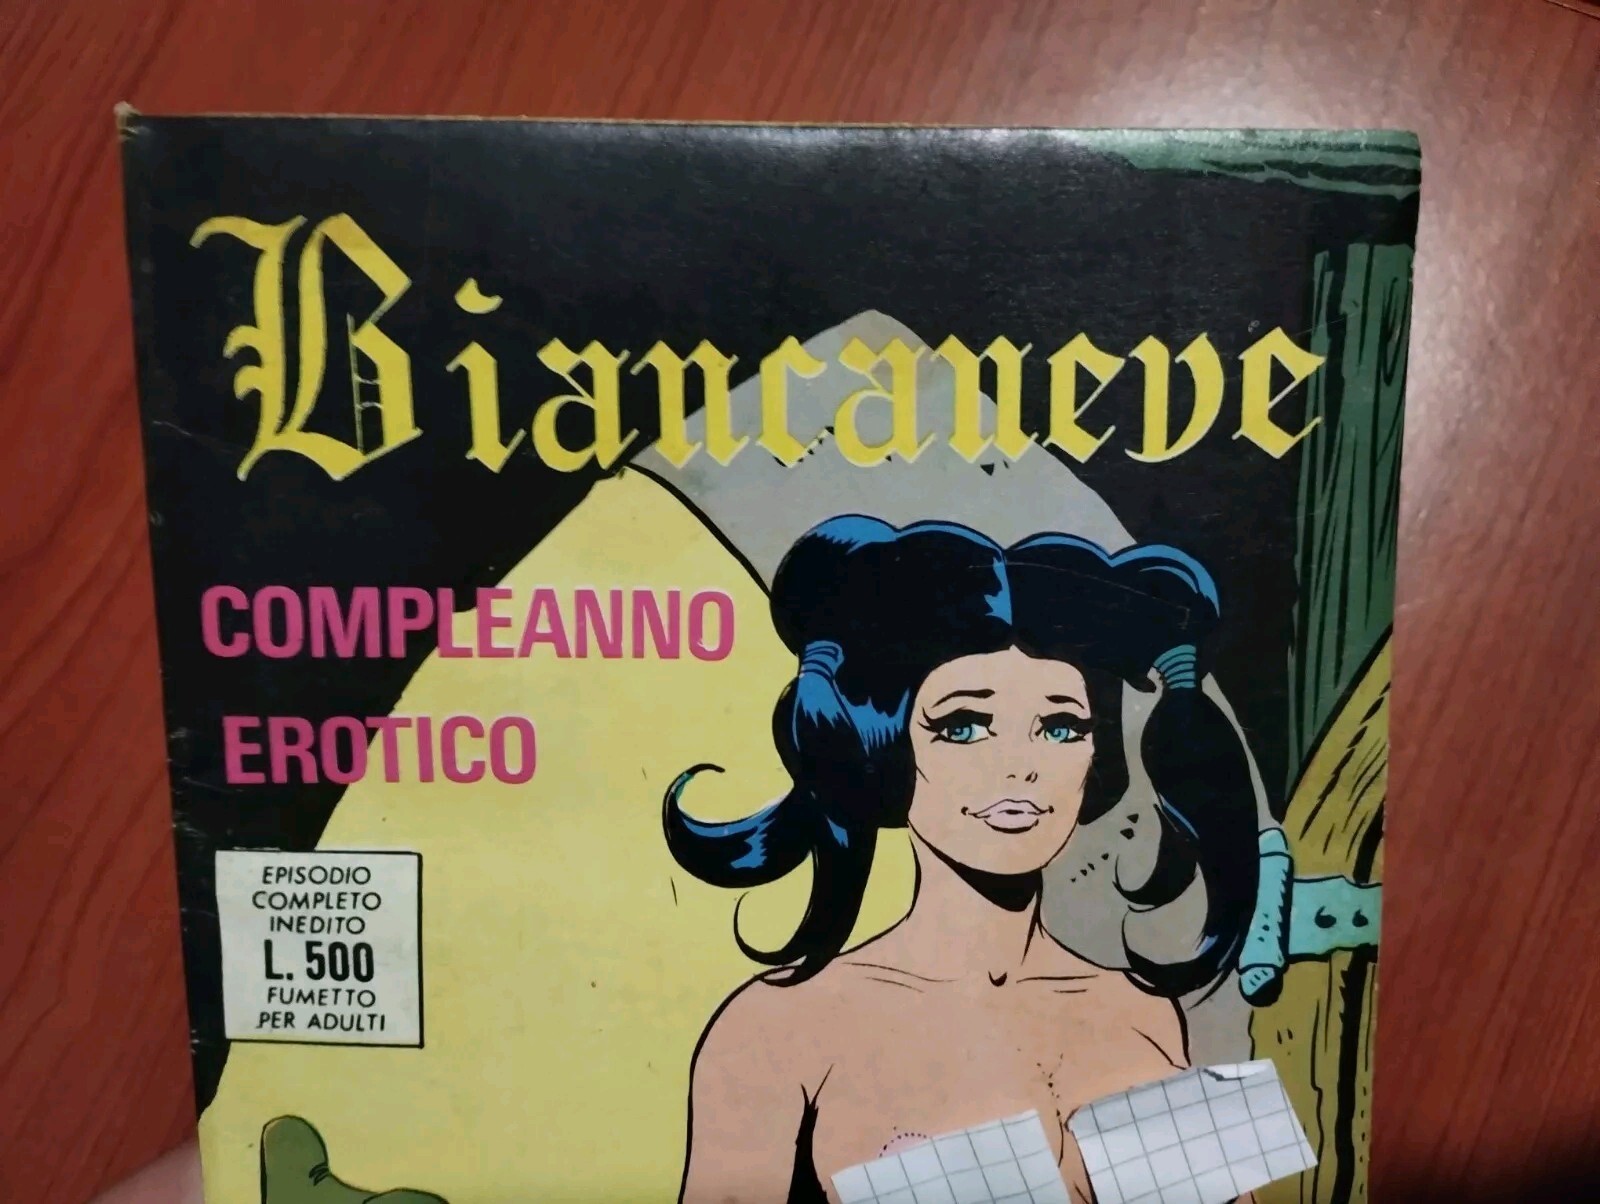 Biancaneve
COMPLEANNO
EROTICO
EPISODIO
COMPLETO
INEDITO
L. 500
FUMETTO
PER ADULTI